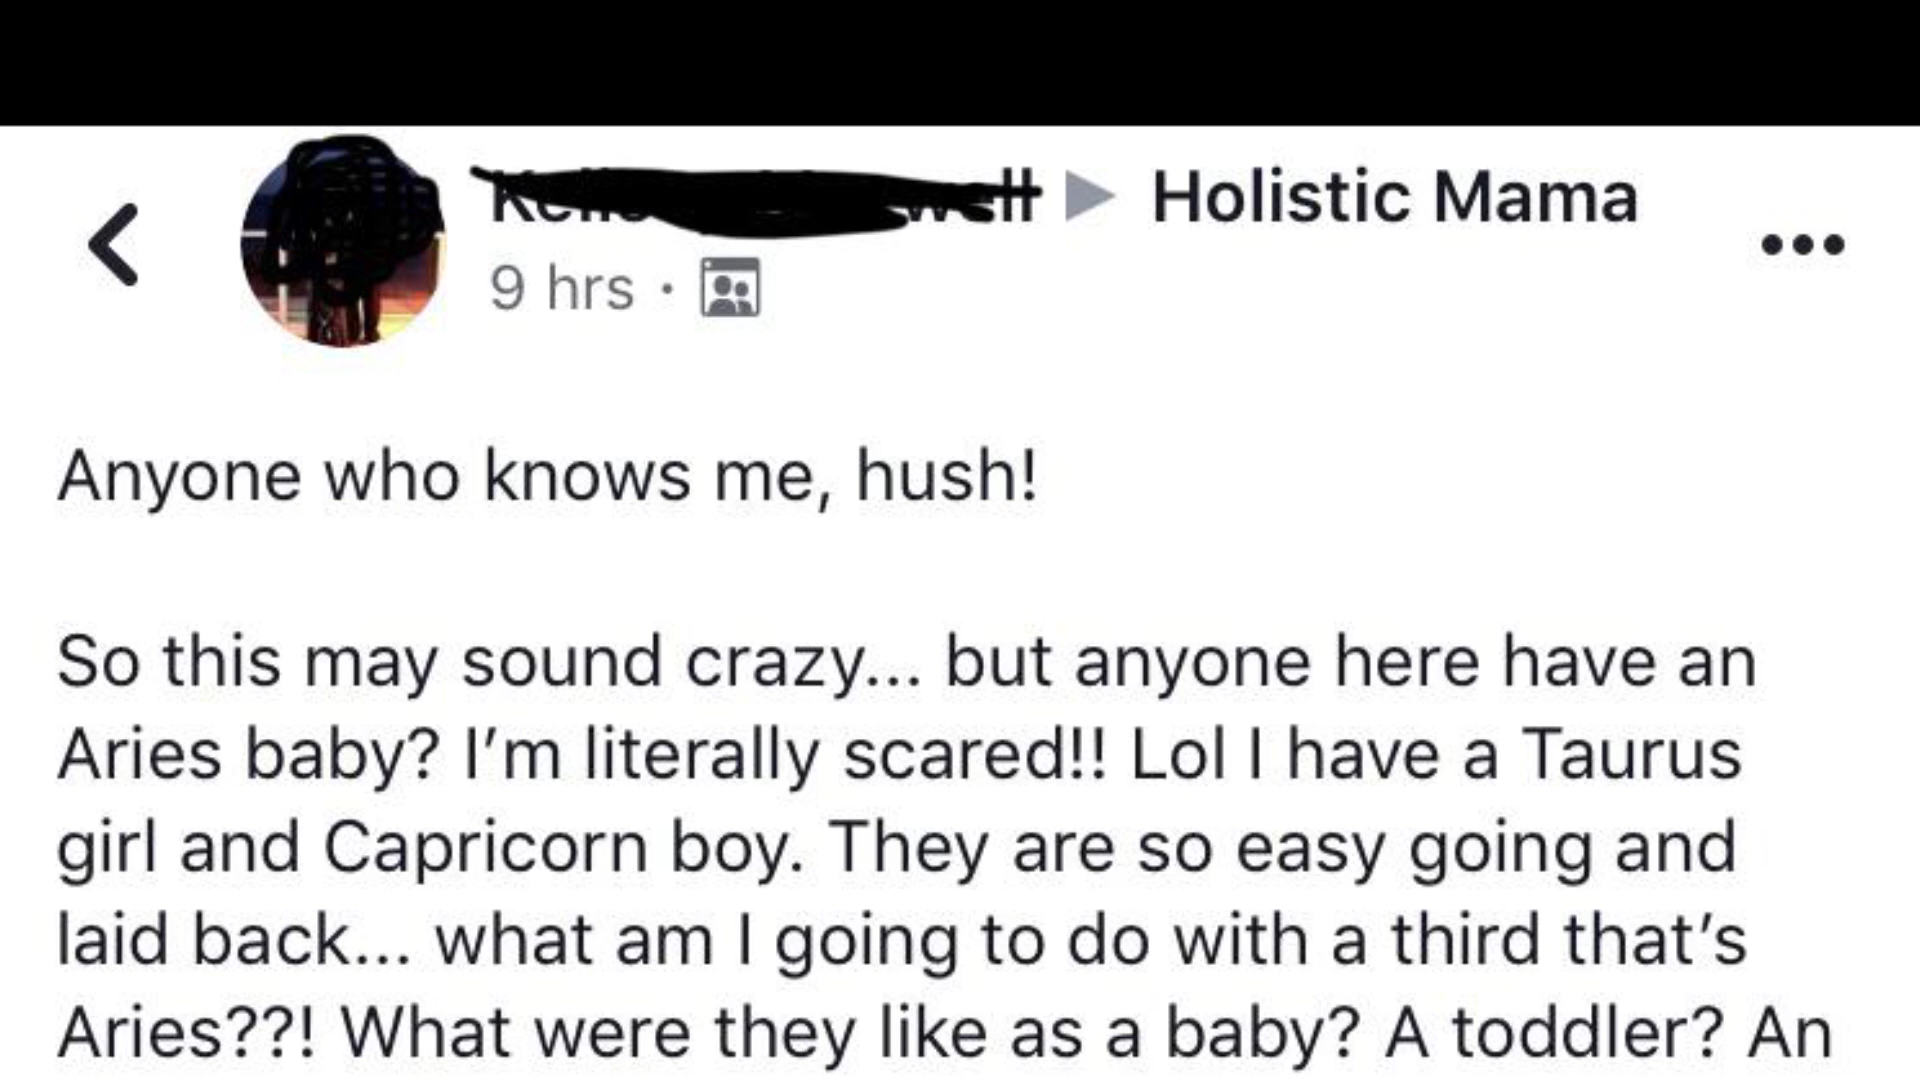 Holistic Mama
9 hrs ·
Anyone who knows me, hush!
So this may sound crazy... but anyone here have an
Aries baby? I’m literally scared!! Lol I have a Taurus
girl and Capricorn boy. They are so easy going and
laid back... what am I going to do with a third that’s
Aries??! What were they like as a baby? A toddler? An